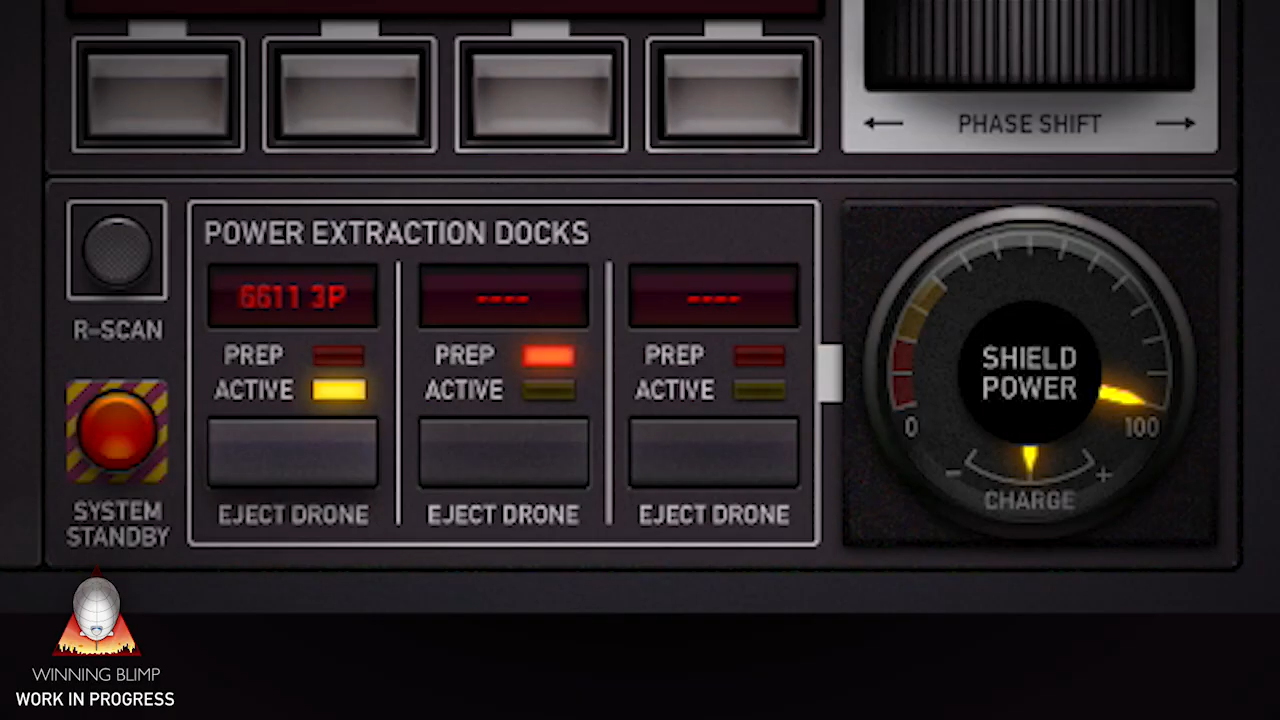 PHASE SHIFT
R-SCAN
SYSTEM
STANDBY
POWER EXTRACTION DOCKS
6611 3P
PREP
ACTIVE
EJECT DRONE
----
PREP
ACTIVE
EJECT DRONE
----
PREP
ACTIVE
EJECT DRONE
SHIELD
POWER
0
100
- +
CHARGE
WINNING BLIMP
WORK IN PROGRESS